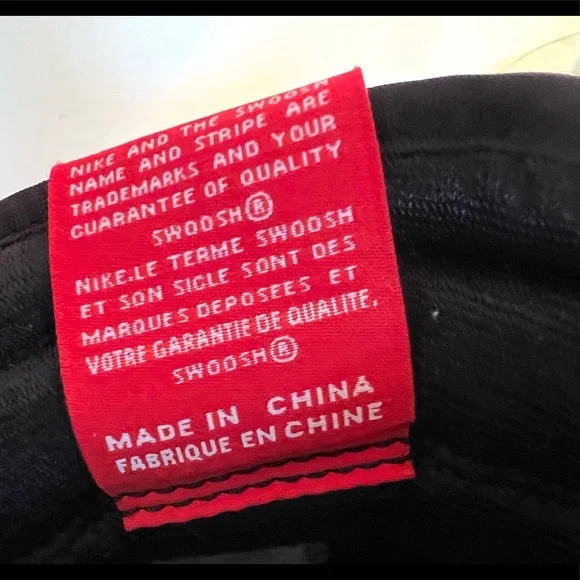 NIKE AND THE SWOOSH
NAME AND STRIPE ARE
TRADEMARKS AND YOUR
GUARANTEE OF QUALITY
SWOOSH®
NIKE.LE TERME SWOOSH
ET SON SIGLE SONT DES
MARQUES DEPOSEES ET
VOTRE GARANTIE DE QUALITE.
SWOOSH®
MADE IN CHINA
FABRIQUE EN CHINE